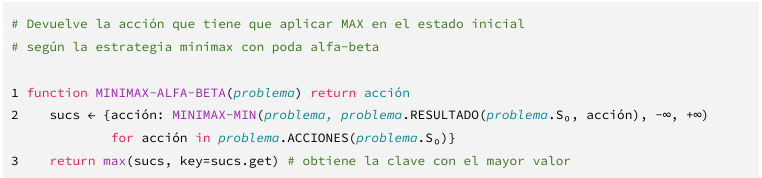 # Devuelve la acción que tiene que aplicar MAX en el estado inicial
# según la estrategia minimax con poda alfa-beta
1 function MINIMAX-ALFA-BETA(problema) return acción
2 sucs ← {acción: MINIMAX-MIN(problema, problema.RESULTADO(problema.S₀, acción), -∞, +∞)
for acción in problema.ACCIONES(problema.S₀)}
3 return max(sucs, key=sucs.get) # obtiene la clave con el mayor valor